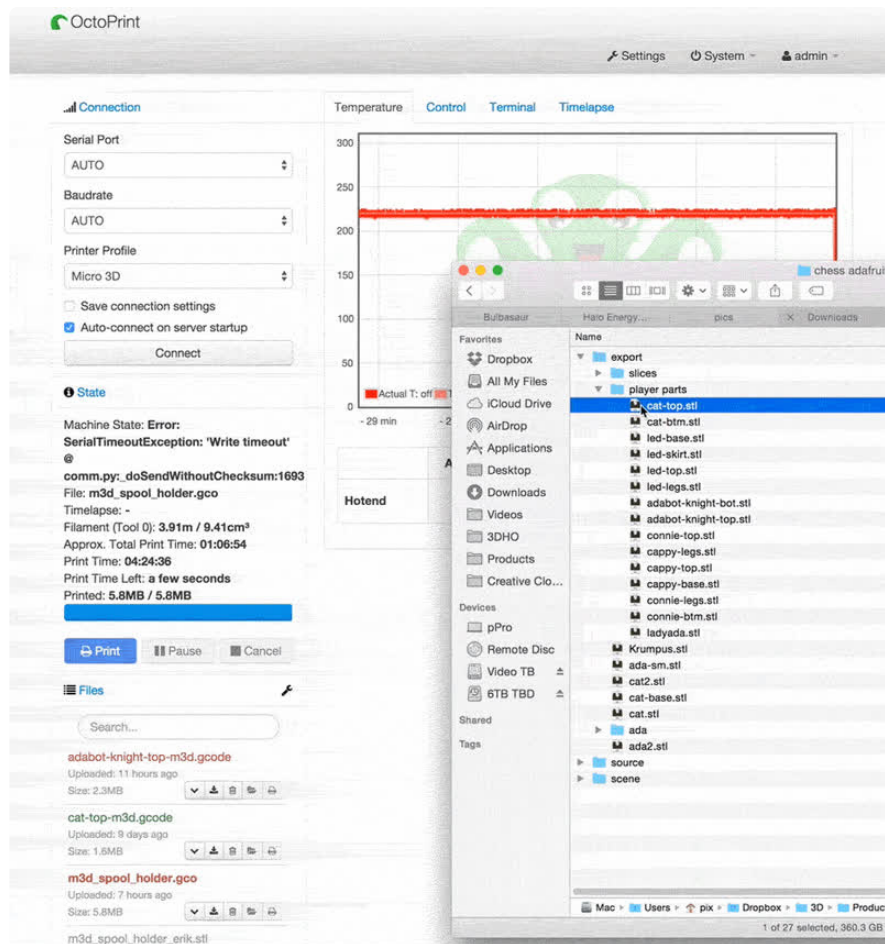 OctoPrint
Settings System admin
Connection
Serial Port
AUTO
Baudrate
AUTO
Printer Profile
Micro 3D
Save connection settings
Auto-connect on server startup
Connect
State
Machine State: Error:
SerialTimeoutException: 'Write timeout'
@
comm.py:_doSendWithoutChecksum:1693
File: m3d_spool_holder.gco
Timelapse: -
Filament (Tool 0): 3.91m / 9.41cm³
Approx. Total Print Time: 01:06:54
Print Time: 04:24:36
Print Time Left: a few seconds
Printed: 5.8MB / 5.8MB
Print Pause Cancel
Files
Search...
adabot-knight-top-m3d.gcode
Uploaded: 11 hours ago
Size: 2.3MB
cat-top-m3d.gcode
Uploaded: 9 days ago
Size: 1.6MB
m3d_spool_holder.gco
Uploaded: 7 hours ago
Size: 5.8MB
m3d_spool_holder_erik.stl
Temperature Control Terminal Timelapse
300
250
200
150
100
50
0
Actual T: off T
- 29 min - 2
A
Hotend
chess adafrui
Bulbasaur Halo Energy... pics Downloads
Favorites
Dropbox
All My Files
iCloud Drive
AirDrop
Applications
Desktop
Downloads
Videos
3DHO
Products
Creative Clo...
Devices
pPro
Remote Disc
Video TB
6TB TBD
Shared
Tags
Name
export
slices
player parts
cat-top.stl
cat-btm.stl
led-base.stl
led-skirt.stl
led-top.stl
led-legs.stl
adabot-knight-bot.stl
adabot-knight-top.stl
connie-top.stl
cappy-legs.stl
cappy-top.stl
cappy-base.stl
connie-legs.stl
connie-btm.stl
ladyada.stl
Krumpus.stl
ada-sm.stl
cat2.stl
cat-base.stl
cat.stl
ada
ada2.stl
source
scene
Mac Users pix Dropbox 3D Produc
1 of 27 selected, 360.3 GB